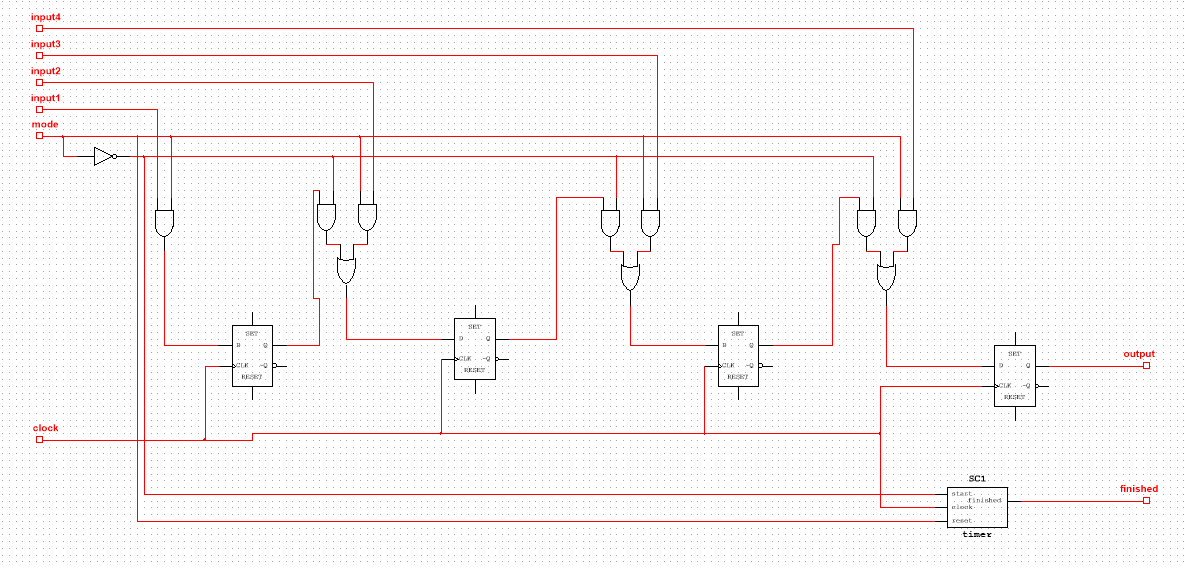 input4
input3
input2
input1
mode
SET
D Q
CLK ~Q
RESET
SET
D Q
CLK ~Q
RESET
SET
D Q
CLK ~Q
RESET
SET
D Q
CLK ~Q
RESET
output
clock
SC1
start
finished
clock
reset
timer
finished